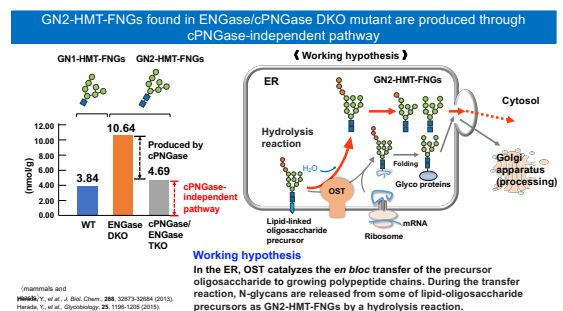 GN2-HMT-FNGs found in ENGase/cPNGase DKO mutant are produced through
cPNGase-independent pathway
GN1-HMT-FNGs GN2-HMT-FNGs
(nmol/g)
12.00
10.00
8.00
6.00
4.00
2.00
0.00
3.84
10.64
4.69
WT
ENGase
DKO
cPNGase/
ENGase
TKO
Produced by
cPNGase
cPNGase-
independent
pathway
《 Working hypothesis 》
ER
GN2-HMT-FNGs
Cytosol
Hydrolysis
reaction
H2O
OST
Folding
Glyco proteins
Golgi
apparatus
(processing)
Lipid-linked
oligosaccharide
precursor
mRNA
Ribosome
Working hypothesis
In the ER, OST catalyzes the en bloc transfer of the precursor
oligosaccharide to growing polypeptide chains. During the transfer
reaction, N-glycans are released from some of lipid-oligosaccharide
precursors as GN2-HMT-FNGs by a hydrolysis reaction.
(mammals and
yeasts)
Harada, Y., et al., J. Biol. Chem., 288, 32673-32684 (2013).
Harada, Y., et al., Glycobiology, 25, 1196-1205 (2015).